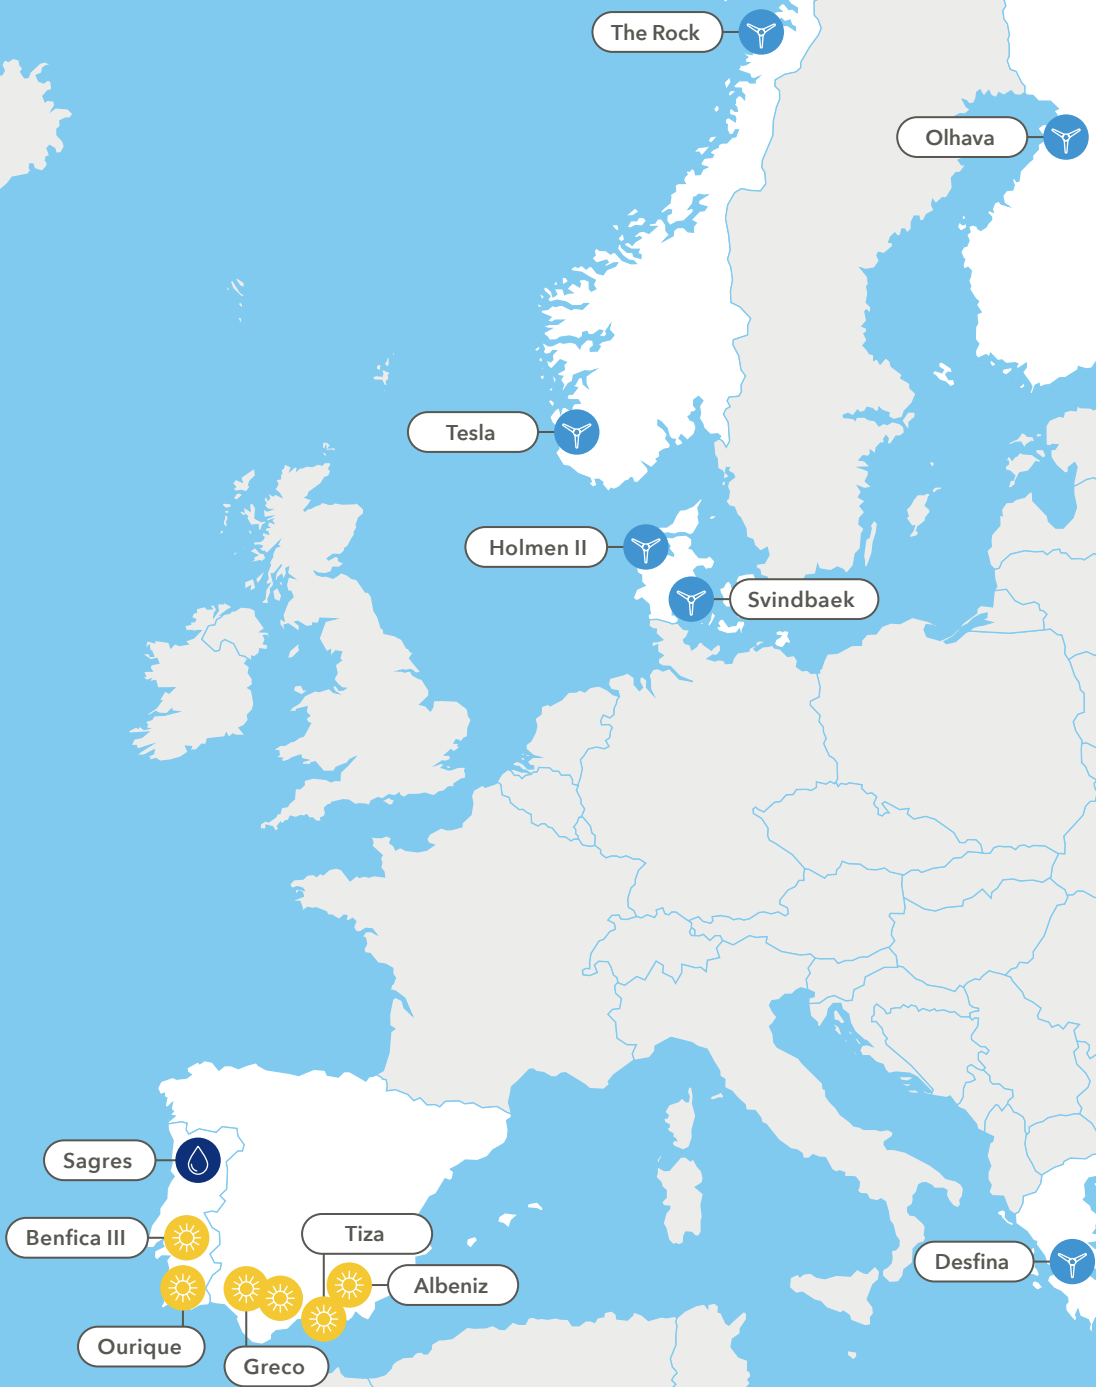 The Rock
Olhava
Tesla
Holmen II
Svindbaek
Sagres
Benfica III
Tiza
Desfina
Albeniz
Ourique
Greco